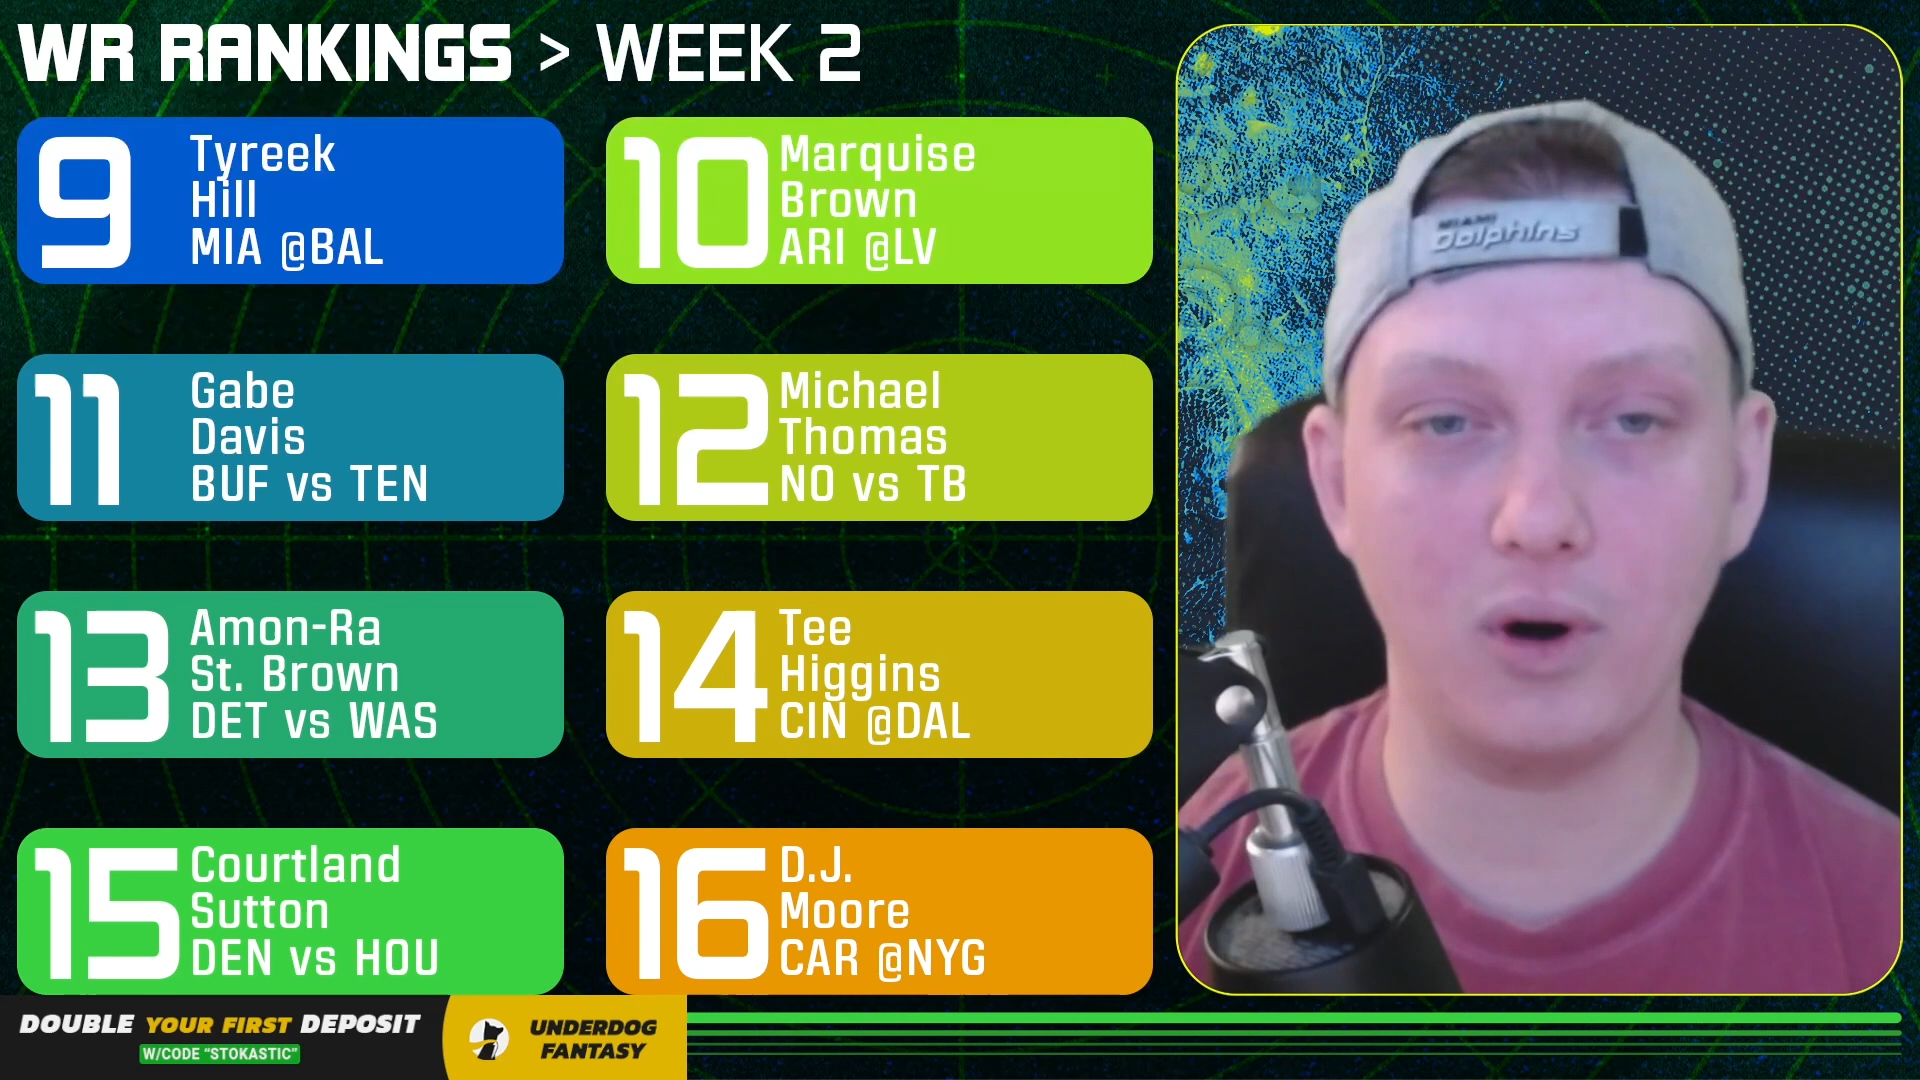 WR RANKINGS > WEEK 2
9
Tyreek
Hill
MIA @BAL
10
Marquise
Brown
ARI @LV
11
Gabe
Davis
BUF vs TEN
12
Michael
Thomas
NO vs TB
13
Amon-Ra
St. Brown
DET vs WAS
14
Tee
Higgins
CIN @DAL
15
Courtland
Sutton
DEN vs HOU
16
D.J.
Moore
CAR @NYG
MIAMI
Dolphins
DOUBLE YOUR FIRST DEPOSIT
W/CODE "STOKASTIC"
UNDERDOG
FANTASY